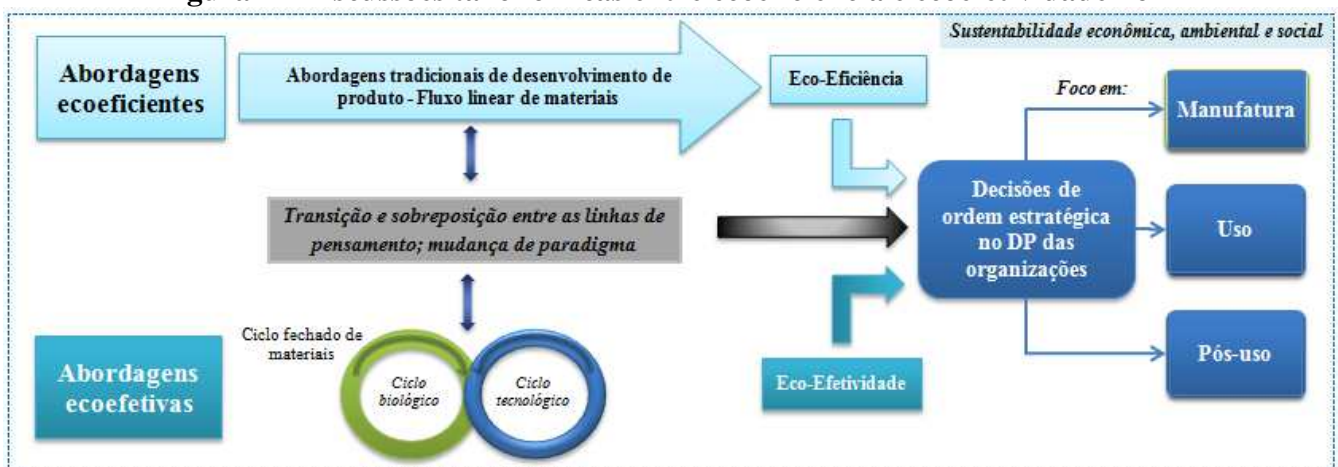 Sustentabilidade econômica, ambiental e social
Abordagens
ecoeficientes
Abordagens tradicionais de desenvolvimento de
produto - Fluxo linear de materiais
Eco-Eficiência
Foco em:
Manufatura
Transição e sobreposição entre as linhas de
pensamento; mudança de paradigma
Decisões de
ordem estratégica
no DP das
organizações
Uso
Ciclo fechado de
materiais
Ciclo
biológico
Ciclo
tecnológico
Abordagens
ecoefetivas
Eco-Efetividade
Pós-uso